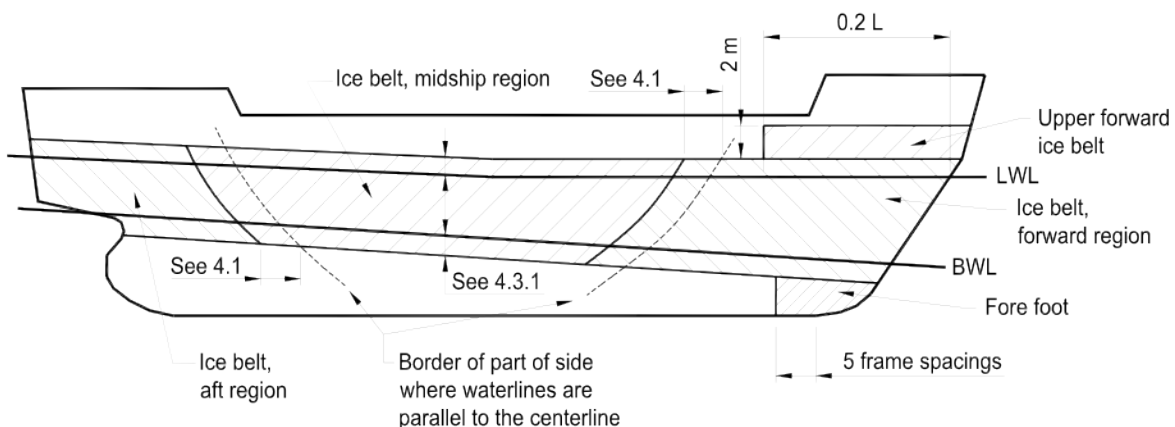 0.2 L
2 m
Ice belt, midship region
See 4.1
Upper forward
ice belt
LWL
Ice belt,
forward region
BWL
See 4.1
See 4.3.1
Fore foot
Ice belt,
aft region
Border of part of side
where waterlines are
parallel to the centerline
5 frame spacings